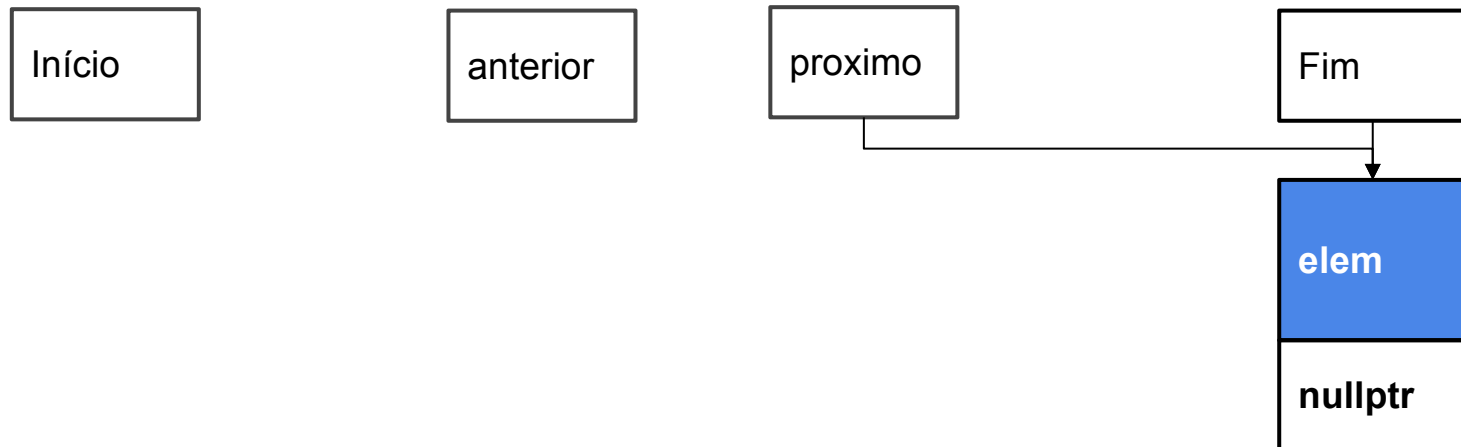 Início
anterior
proximo
Fim
elem
nullptr